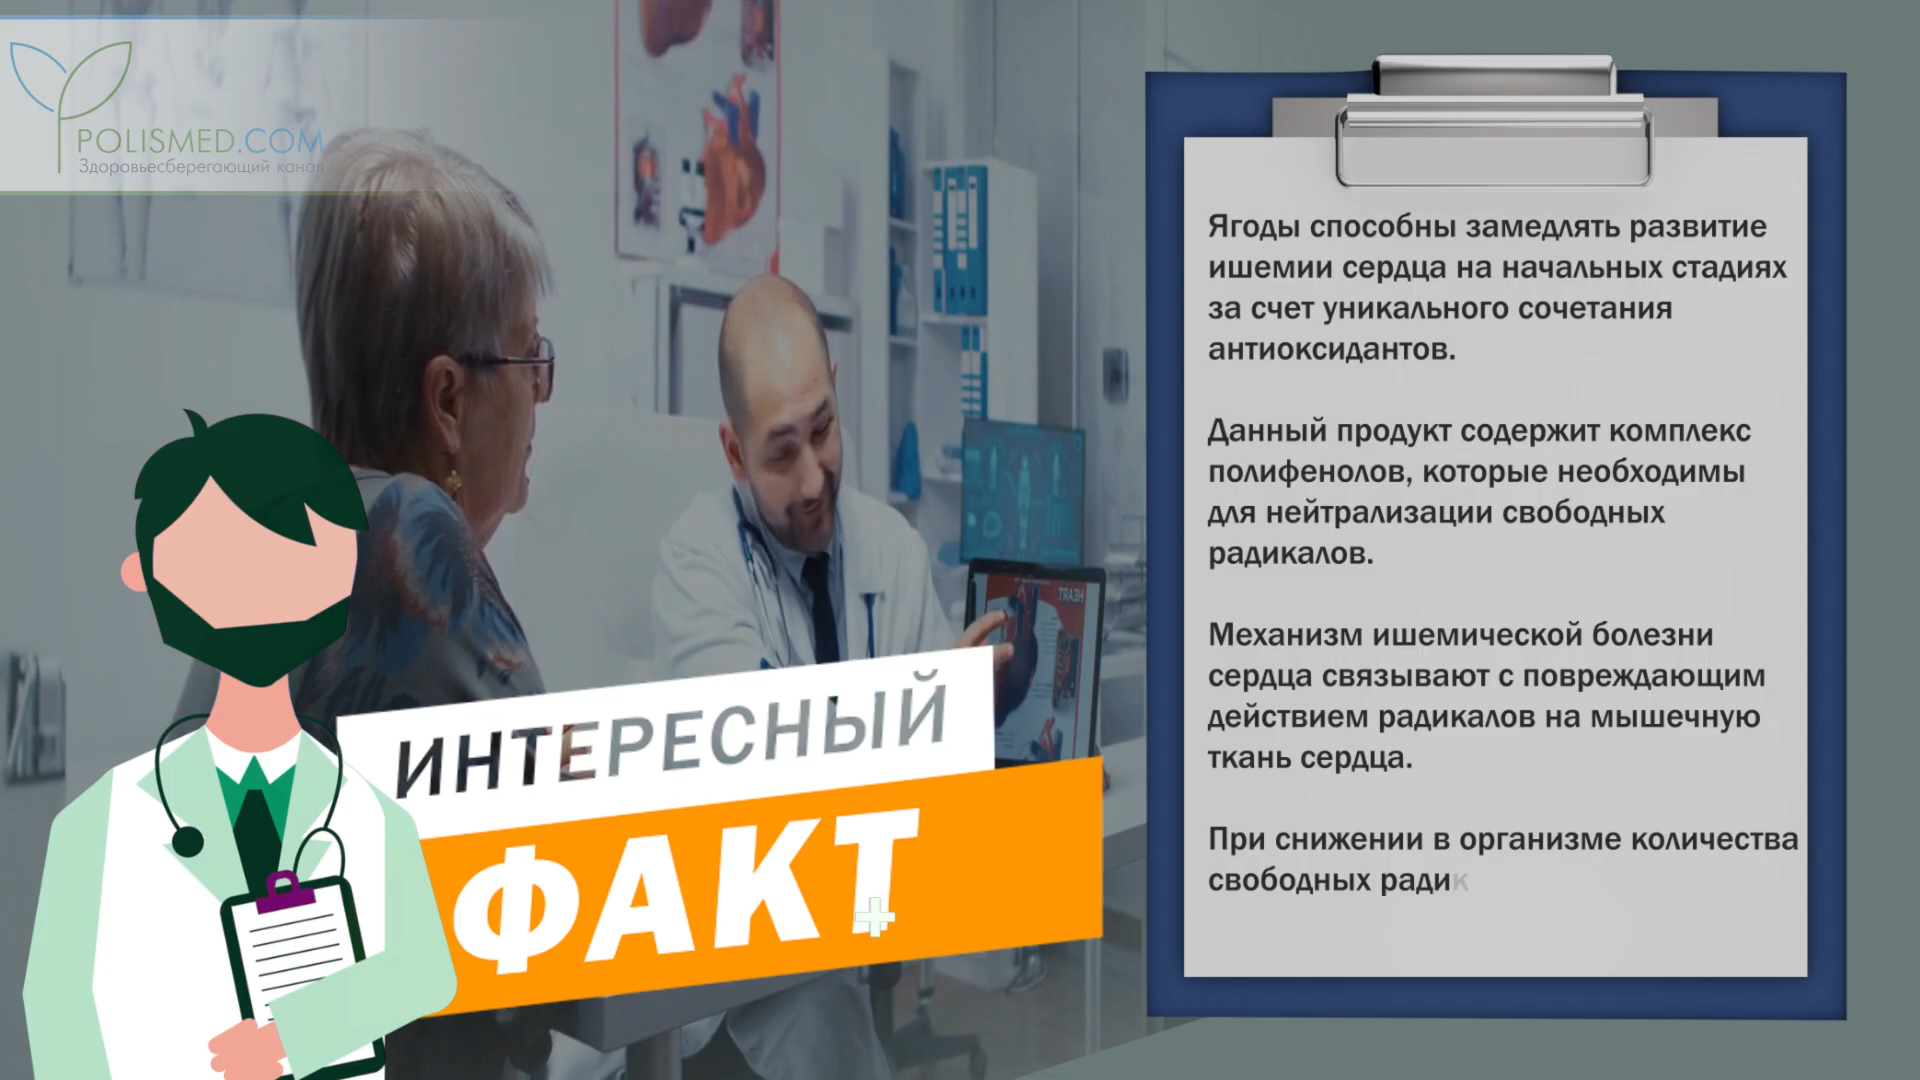 POLISMED.COM
Здоровьесберегающий канал
Ягоды способны замедлять развитие
ишемии сердца на начальных стадиях
за счет уникального сочетания
антиоксидантов.
Данный продукт содержит комплекс
полифенолов, которые необходимы
для нейтрализации свободных
радикалов.
Механизм ишемической болезни
сердца связывают с повреждающим
действием радикалов на мышечную
ткань сердца.
При снижении в организме количества
свободных радик
HEART
ИНТЕРЕСНЫЙ
ФАКТ